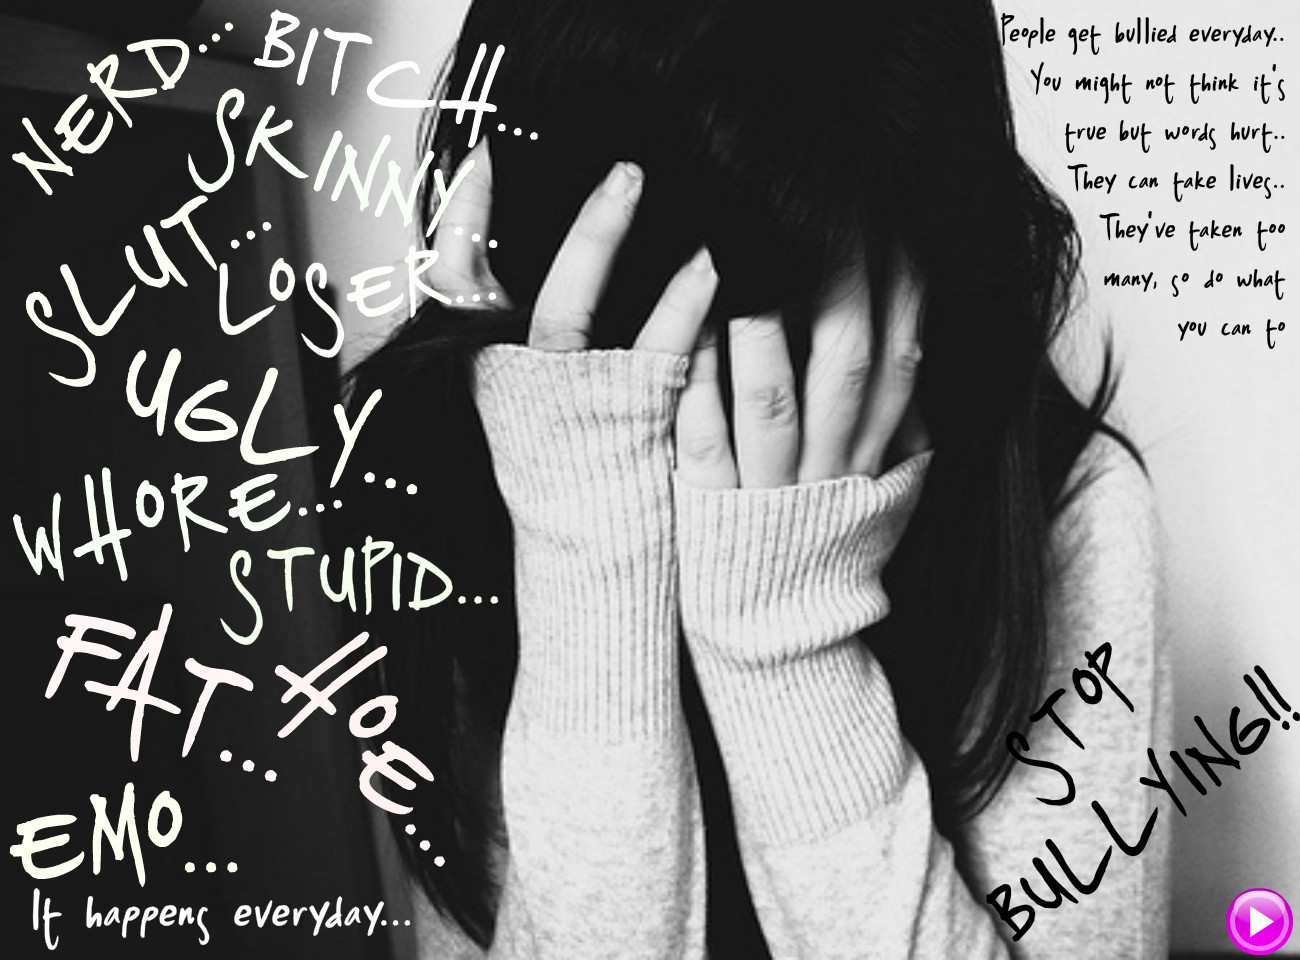 NERD...
BITCH...
SKINNY...
SLUT...
LOSER...
UGLY...
WHORE...
STUPID...
FAT...
HOE...
EMO...
It happens everyday...
People get bullied everyday..
You might not think it's
true but words hurt..
They can take lives..
They've taken too
many, so do what
you can to
STOP
BULLYING!!